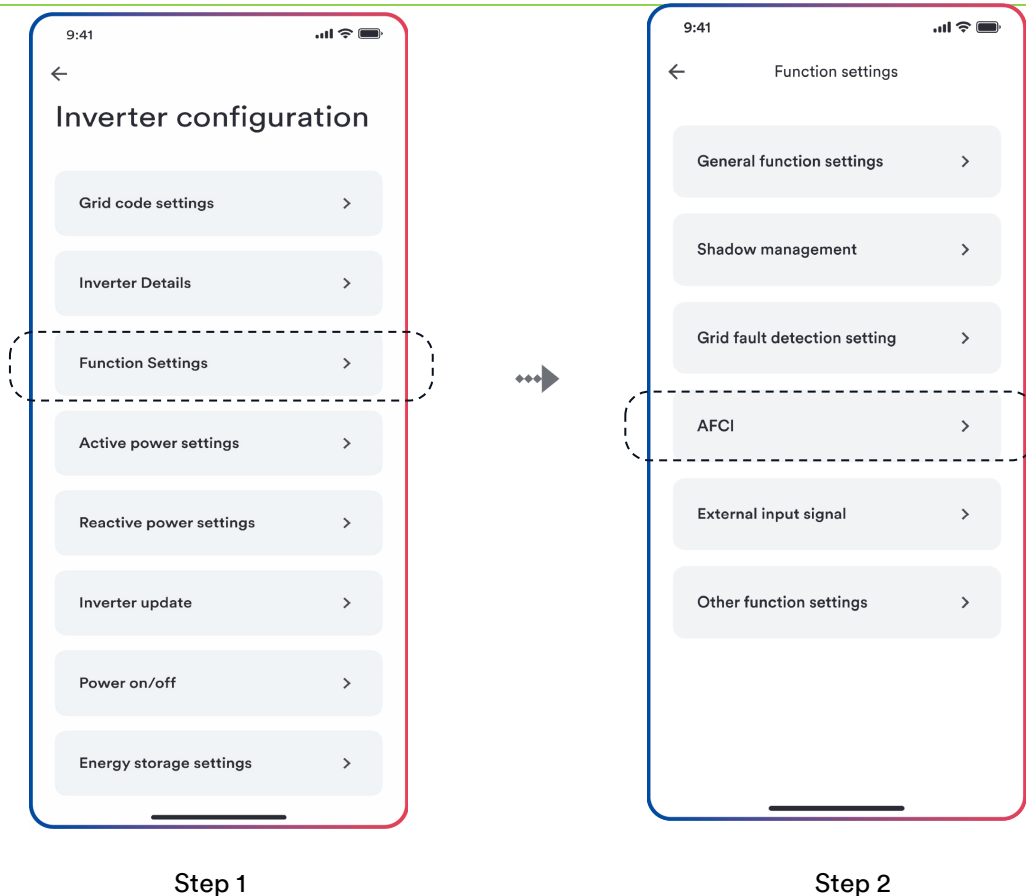 9:41
Inverter configuration
Grid code settings
Inverter Details
Function Settings
Active power settings
Reactive power settings
Inverter update
Power on/off
Energy storage settings
Step 1
9:41
Function settings
General function settings
Shadow management
Grid fault detection setting
AFCI
External input signal
Other function settings
Step 2